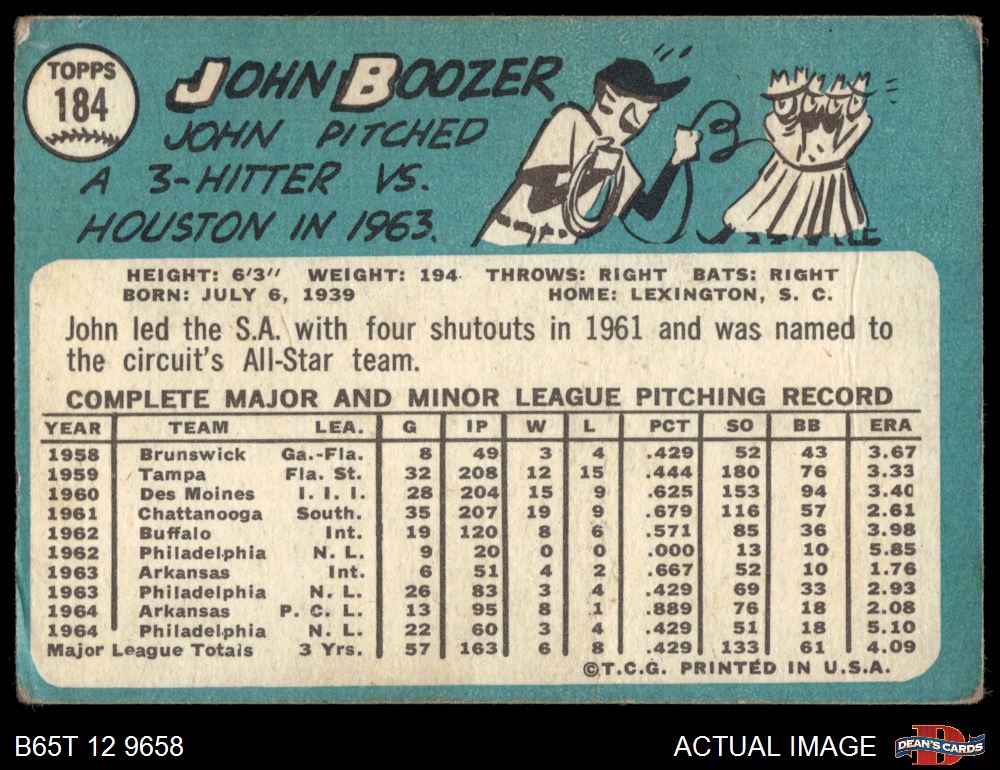 TOPPS
184
JOHN BOOZER
JOHN PITCHED
A 3-HITTER VS.
HOUSTON IN 1963.
HEIGHT: 6'3" WEIGHT: 194 THROWS: RIGHT BATS: RIGHT
BORN: JULY 6, 1939 HOME: LEXINGTON, S. C.
John led the S.A. with four shutouts in 1961 and was named to
the circuit's All-Star team.
COMPLETE MAJOR AND MINOR LEAGUE PITCHING RECORD
YEAR TEAM LEA. G IP W L PCT SO BB ERA
1958 Brunswick Ga.-Fla. 8 49 3 4 .429 52 43 3.67
1959 Tampa Fla. St. 32 208 12 15 .444 180 76 3.33
1960 Des Moines I. I. I. 28 204 15 9 .625 153 94 3.40
1961 Chattanooga South. 35 207 19 9 .679 116 57 2.61
1962 Buffalo Int. 19 120 8 6 .571 85 36 3.98
1962 Philadelphia N. L. 9 20 0 0 .000 13 10 5.85
1963 Arkansas Int. 6 51 4 2 .667 52 10 1.76
1963 Philadelphia N. L. 26 83 3 4 .429 69 33 2.93
1964 Arkansas P. C. L. 13 95 8 1 .889 76 18 2.08
1964 Philadelphia N. L. 22 60 3 4 .429 51 18 5.10
Major League Totals 3 Yrs. 57 163 6 8 .429 133 61 4.09
©T.C.G. PRINTED IN U.S.A.
B65T 12 9658 ACTUAL IMAGE
D
DEAN'S CARDS